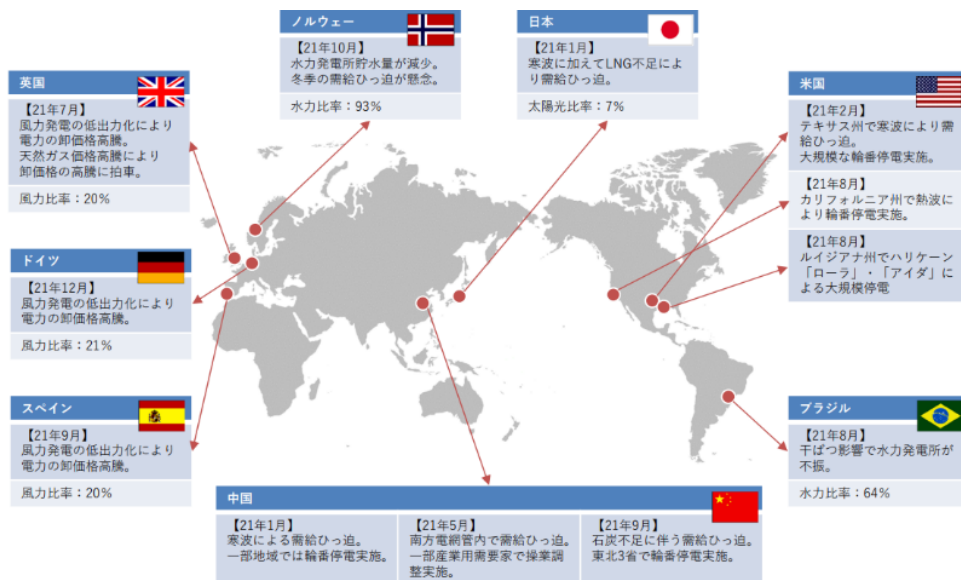 ノルウェー
【21年10月】
水力発電所貯水量が減少。
冬季の需給ひっ迫が懸念。
水力比率：93%
日本
【21年1月】
寒波に加えてLNG不足によ
り需給ひっ迫。
太陽光比率：7%
英国
【21年7月】
風力発電の低出力化により
電力の卸価格高騰。
天然ガス価格高騰により
卸価格の高騰に拍車。
風力比率：20%
米国
【21年2月】
テキサス州で寒波により需
給ひっ迫。
大規模な輪番停電実施。
【21年8月】
カリフォルニア州で熱波に
より輪番停電実施。
【21年8月】
ルイジアナ州でハリケーン
「ローラ」・「アイダ」に
よる大規模停電
ドイツ
【21年12月】
風力発電の低出力化により
電力の卸価格高騰。
風力比率：21%
スペイン
【21年9月】
風力発電の低出力化により
電力の卸価格高騰。
風力比率：20%
ブラジル
【21年8月】
干ばつ影響で水力発電所が
不振。
水力比率：64%
中国
【21年1月】
寒波による需給ひっ迫。
一部地域では輪番停電実施。
【21年5月】
南方電網管内で需給ひっ迫。
一部産業用需要家で操業調
整実施。
【21年9月】
石炭不足に伴う需給ひっ迫。
東北3省で輪番停電実施。